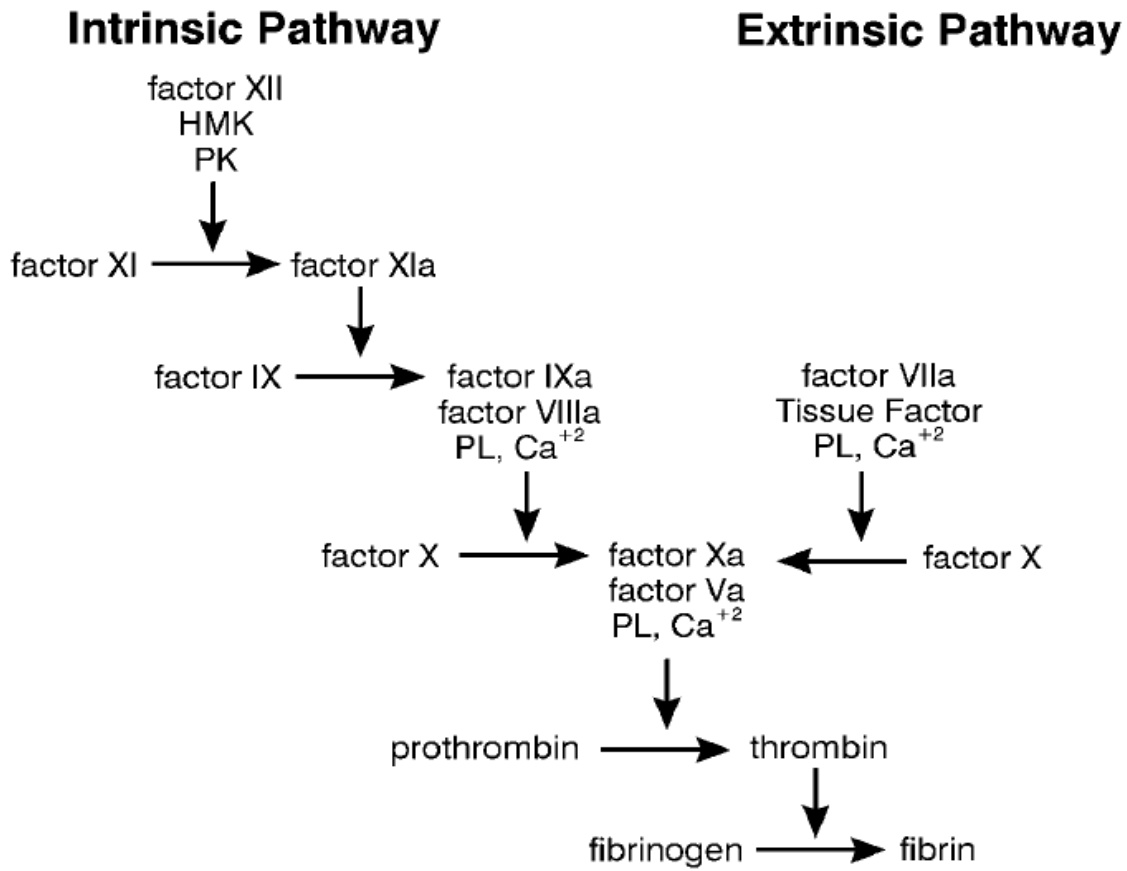 Intrinsic Pathway
Extrinsic Pathway
factor XII
HMK
PK
factor XI
factor XIa
factor IX
factor IXa
factor VIIIa
PL, Ca+2
factor VIIa
Tissue Factor
PL, Ca+2
factor X
factor Xa
factor Va
PL, Ca+2
factor X
prothrombin
thrombin
fibrinogen
fibrin